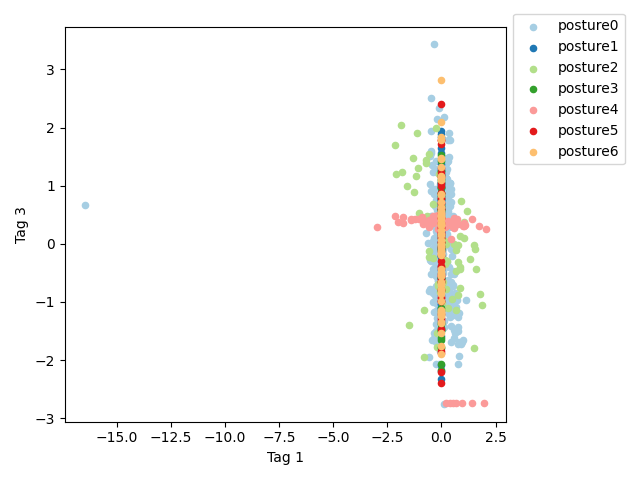 posture0
posture1
posture2
posture3
posture4
posture5
posture6
3
2
1
0
−1
−2
−3
Tag 3
−15.0 −12.5 −10.0 −7.5 −5.0 −2.5 0.0 2.5
Tag 1